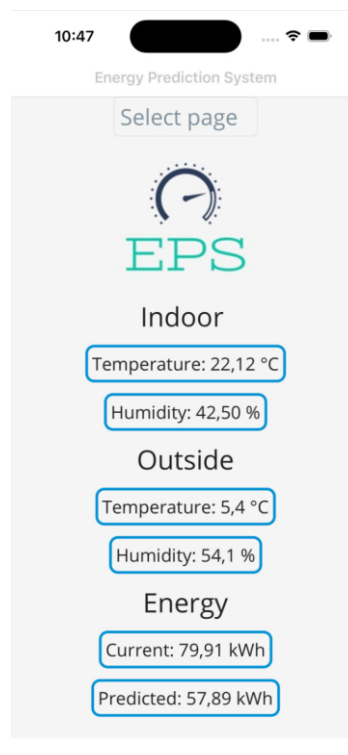 10:47
Energy Prediction System
Select page
EPS
Indoor
Temperature: 22,12 °C
Humidity: 42,50 %
Outside
Temperature: 5,4 °C
Humidity: 54,1 %
Energy
Current: 79,91 kWh
Predicted: 57,89 kWh